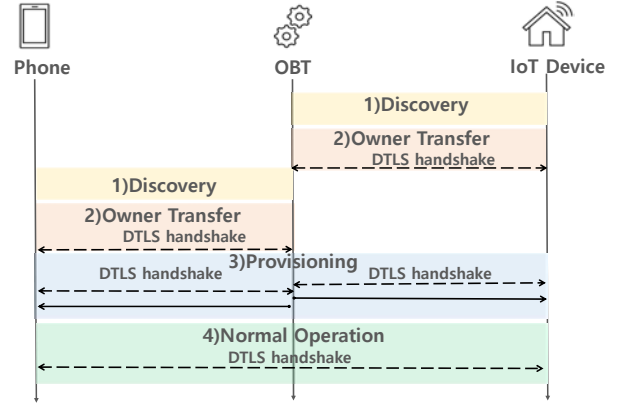 Phone
OBT
IoT Device
1)Discovery
2)Owner Transfer
DTLS handshake
1)Discovery
2)Owner Transfer
DTLS handshake
3)Provisioning
DTLS handshake
DTLS handshake
4)Normal Operation
DTLS handshake